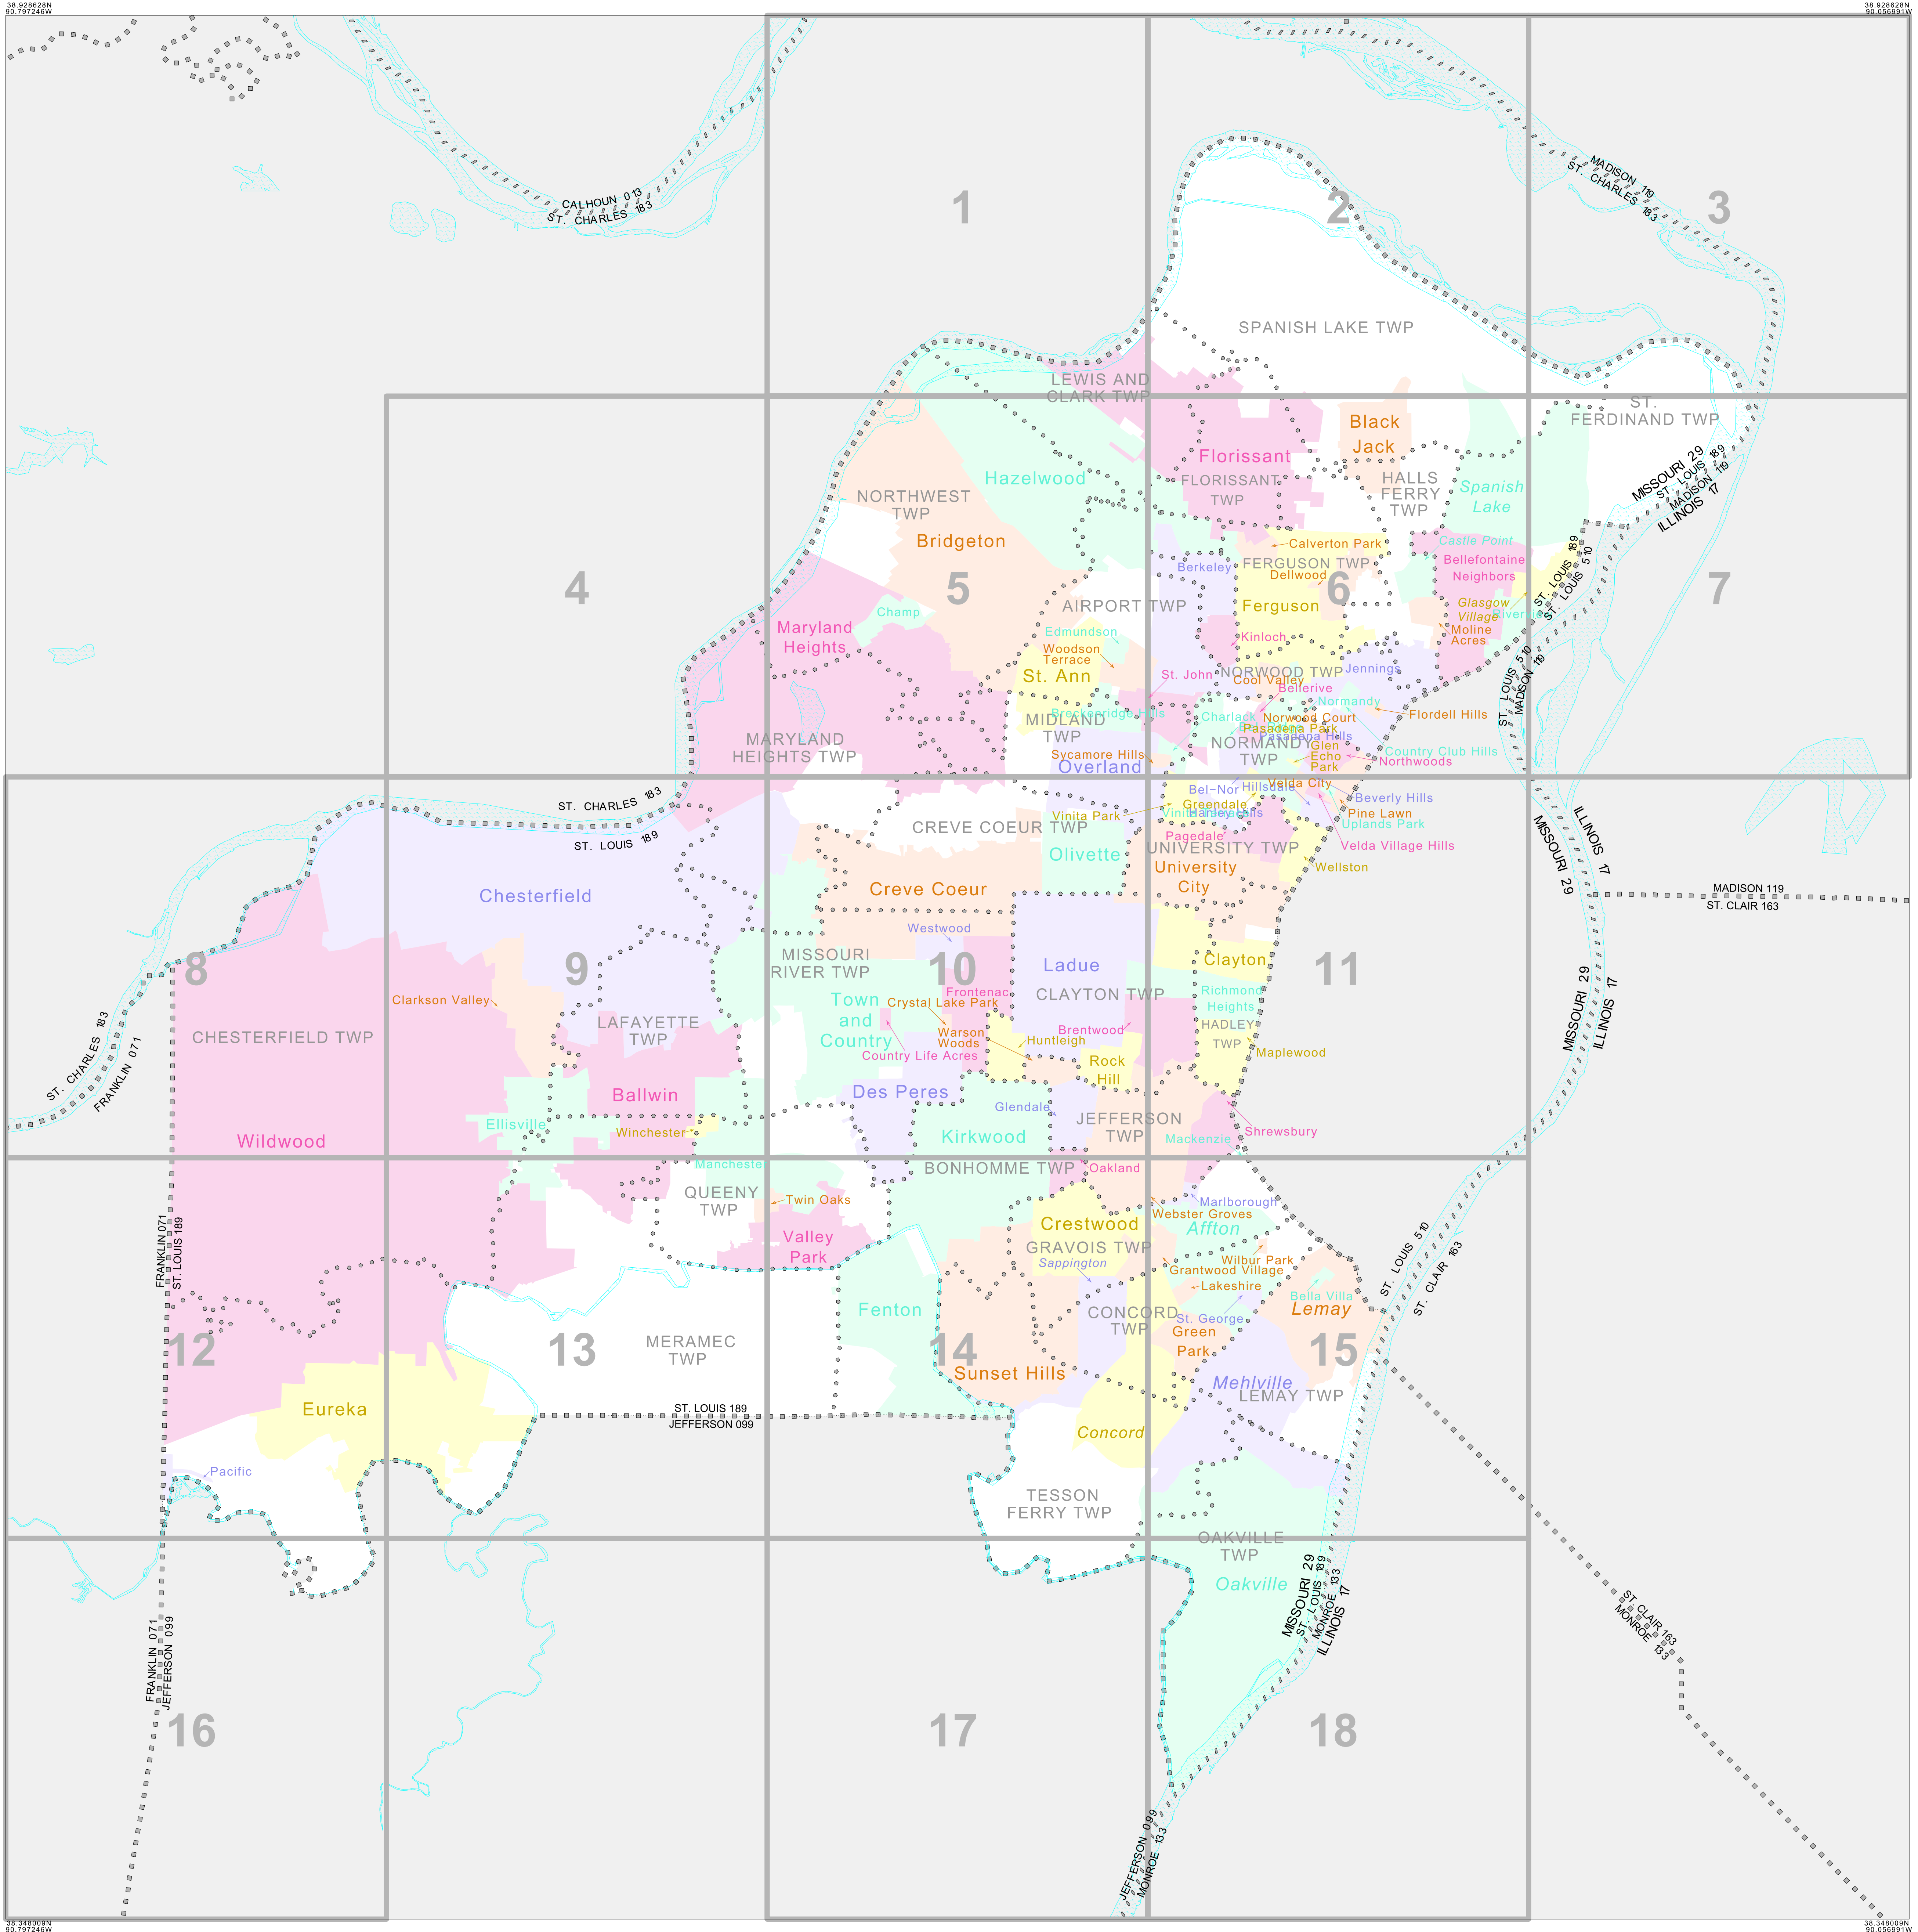 38.928628N
90.797246W
38.928628N
90.056991W
CALHOUN 013
ST. CHARLES 183
1
2
3
MADISON 119
ST. CHARLES 183
SPANISH LAKE TWP
LEWIS AND
CLARK TWP
ST.
FERDINAND TWP
Black
Jack
Florissant
FLORISSANT
TWP
Hazelwood
HALLS
FERRY
TWP
Spanish
Lake
MISSOURI 29
ST. LOUIS 189
MADISON 119
ILLINOIS 17
NORTHWEST
TWP
Bridgeton
Calverton Park
Castle Point
FERGUSON TWP
Berkeley
Dellwood
Bellefontaine
Neighbors
ST. LOUIS 189
ST. LOUIS 510
4
5
6
7
AIRPORT TWP
Ferguson
Champ
Glasgow
Village
Riverview
Moline
Acres
Maryland
Heights
Edmundson
Kinloch
Woodson
Terrace
St. Ann
St. John
NORWOOD TWP
Jennings
Cool Valley
Bellerive
Normandy
ST. LOUIS 510
MADISON 119
Breckenridge Hills
MIDLAND
TWP
Charlack
Norwood Court
Flordell Hills
Pasadena Park
Pasadena Hills
MARYLAND
HEIGHTS TWP
NORMANDY
TWP
Glen
Echo
Park
Country Club Hills
Northwoods
Sycamore Hills
Overland
Velda City
Bel-Nor
Hillsdale
Beverly Hills
Greendale
Hanley Hills
Pine Lawn
Uplands Park
Vinita Park
ST. CHARLES 183
ST. LOUIS 189
CREVE COEUR TWP
Pagedale
UNIVERSITY TWP
Velda Village Hills
Olivette
University
City
Wellston
ILLINOIS 17
MISSOURI 29
Creve Coeur
Chesterfield
MADISON 119
ST. CLAIR 163
Westwood
MISSOURI
RIVER TWP
8
9
10
11
Ladue
Clayton
Clarkson Valley
Frontenac
CLAYTON TWP
Richmond
Heights
Town
and
Country
Crystal Lake Park
CHESTERFIELD TWP
LAFAYETTE
TWP
Warson
Woods
Brentwood
HADLEY
TWP
Huntleigh
Maplewood
Country Life Acres
MISSOURI 29
ILLINOIS 17
ST. CHARLES 183
FRANKLIN 071
Rock
Hill
Des Peres
Ballwin
Glendale
JEFFERSON
TWP
Ellisville
Winchester
Kirkwood
Mackenzie
Shrewsbury
Wildwood
Manchester
BONHOMME TWP
Oakland
QUEENY
TWP
Twin Oaks
Marlborough
Webster Groves
Crestwood
Affton
Valley
Park
GRAVOIS TWP
Sappington
Wilbur Park
Grantwood Village
FRANKLIN 071
ST. LOUIS 189
ST. LOUIS 510
ST. CLAIR 163
Lakeshire
Bella Villa
Lemay
Fenton
CONCORD
TWP
St. George
Green
Park
12
13
14
15
MERAMEC
TWP
Sunset Hills
Mehlville
LEMAY TWP
Eureka
ST. LOUIS 189
JEFFERSON 099
Concord
Pacific
TESSON
FERRY TWP
OAKVILLE
TWP
Oakville
MISSOURI 29
ST. LOUIS 189
MONROE 133
ILLINOIS 17
FRANKLIN 071
JEFFERSON 099
ST. CLAIR 163
MONROE 133
16
17
18
JEFFERSON 099
MONROE 133
38.348009N
90.797246W
38.348009N
90.056991W